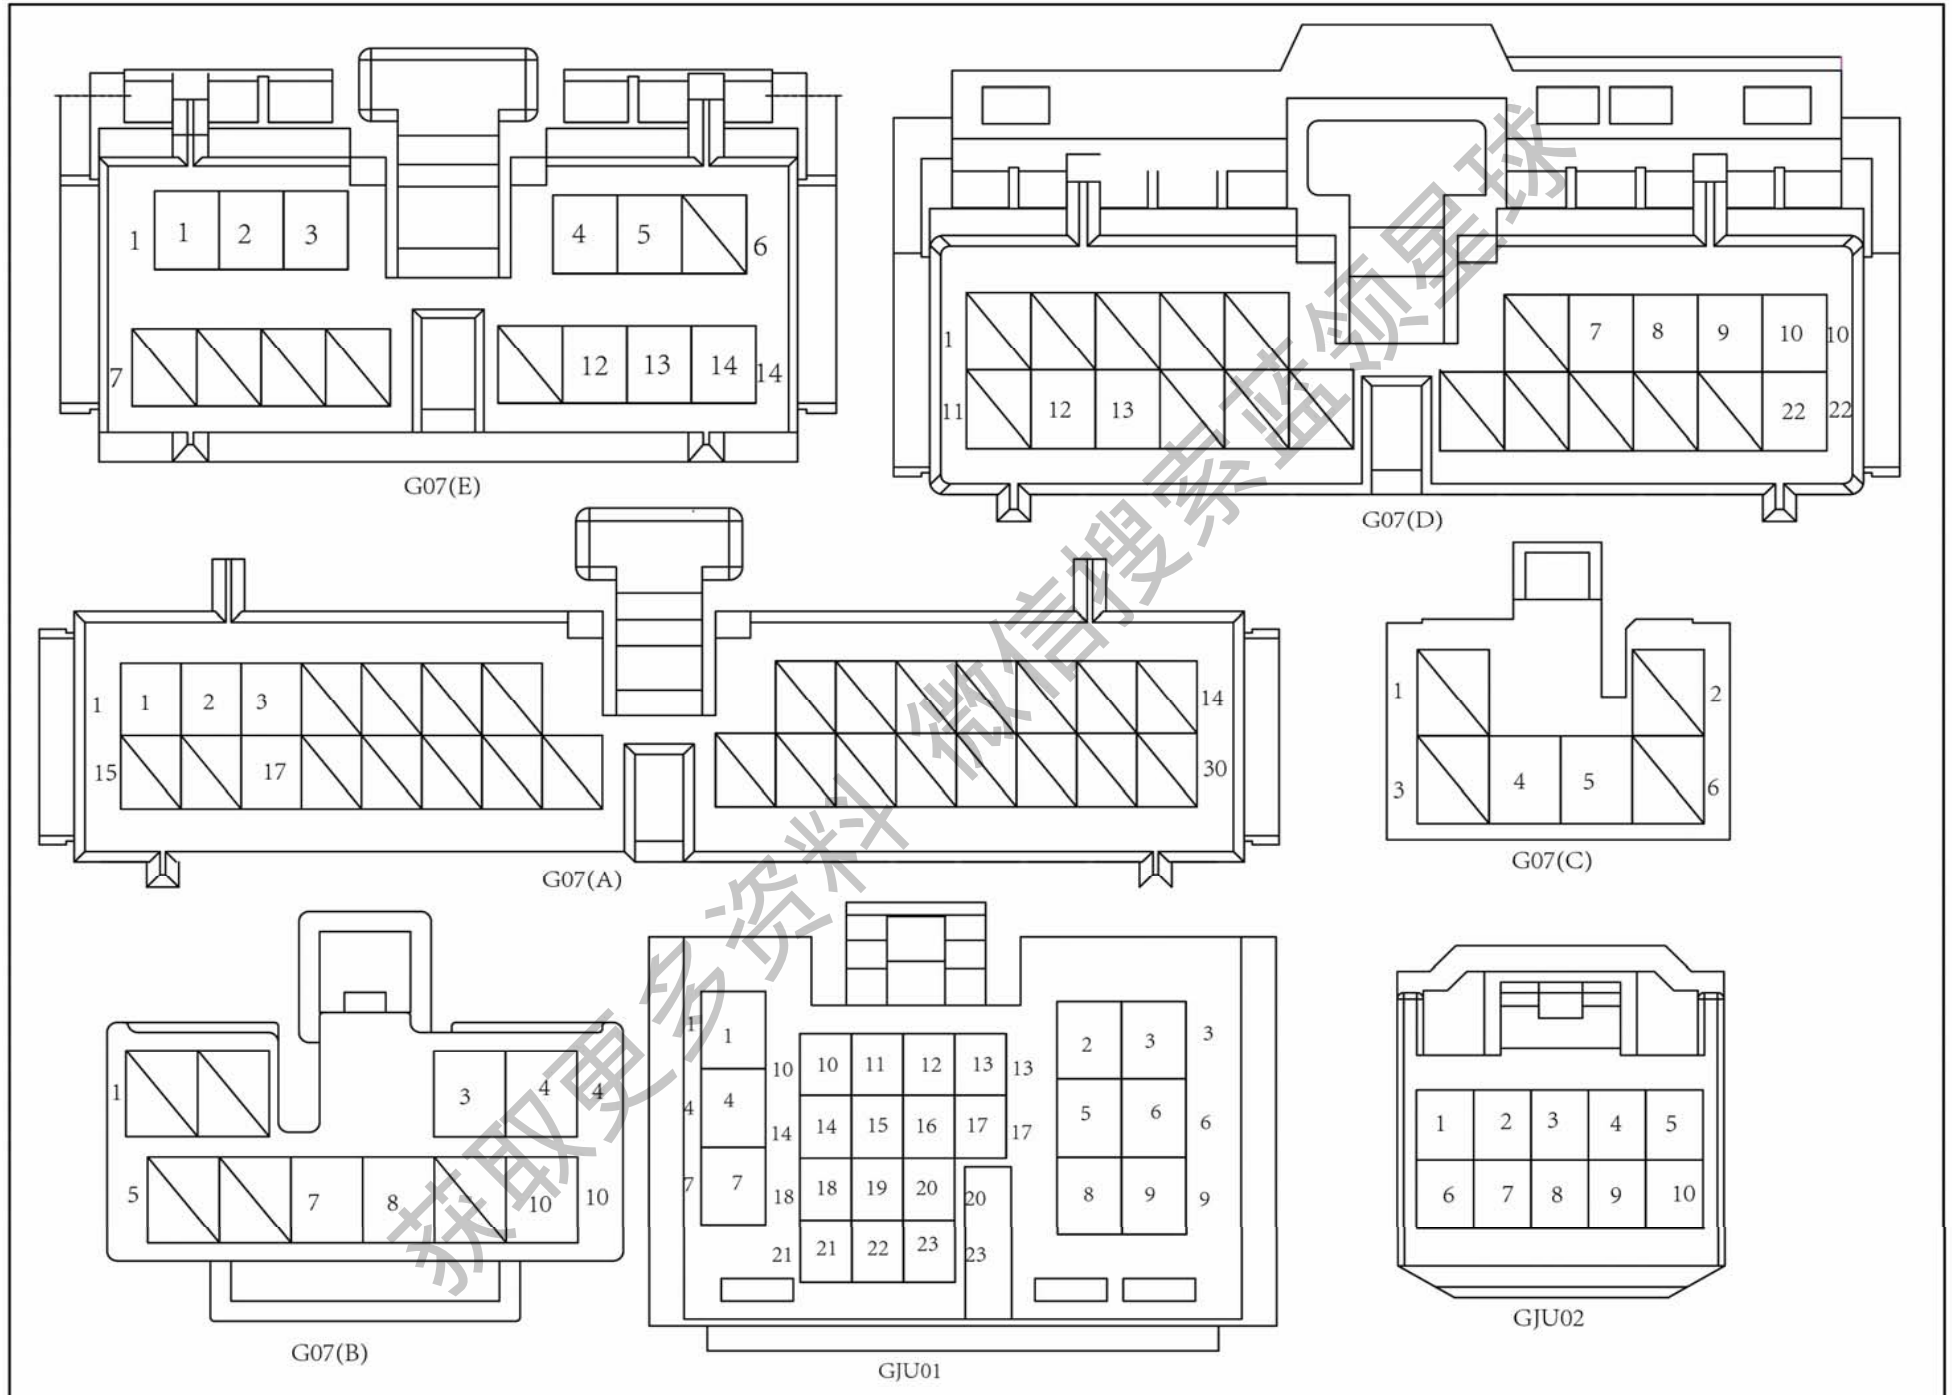 1 1 2 3 4 5 6
7 12 13 14 14
G07(E)
1 7 8 9 10 10
11 12 13 22 22
G07(D)
1 1 2 3 14
15 17 30
G07(A)
1 2
3 4 5 6
G07(C)
1 3 4 4
5 7 8 10 10
G07(B)
1 1 2 3 3
10 10 11 12 13 13
4 4 5 6 6
14 14 15 16 17 17
7 7 8 9 9
18 18 19 20 20
21 21 22 23 23
GJU01
1 2 3 4 5
6 7 8 9 10
GJU02
获取更多资料 微信搜索蓝领星球